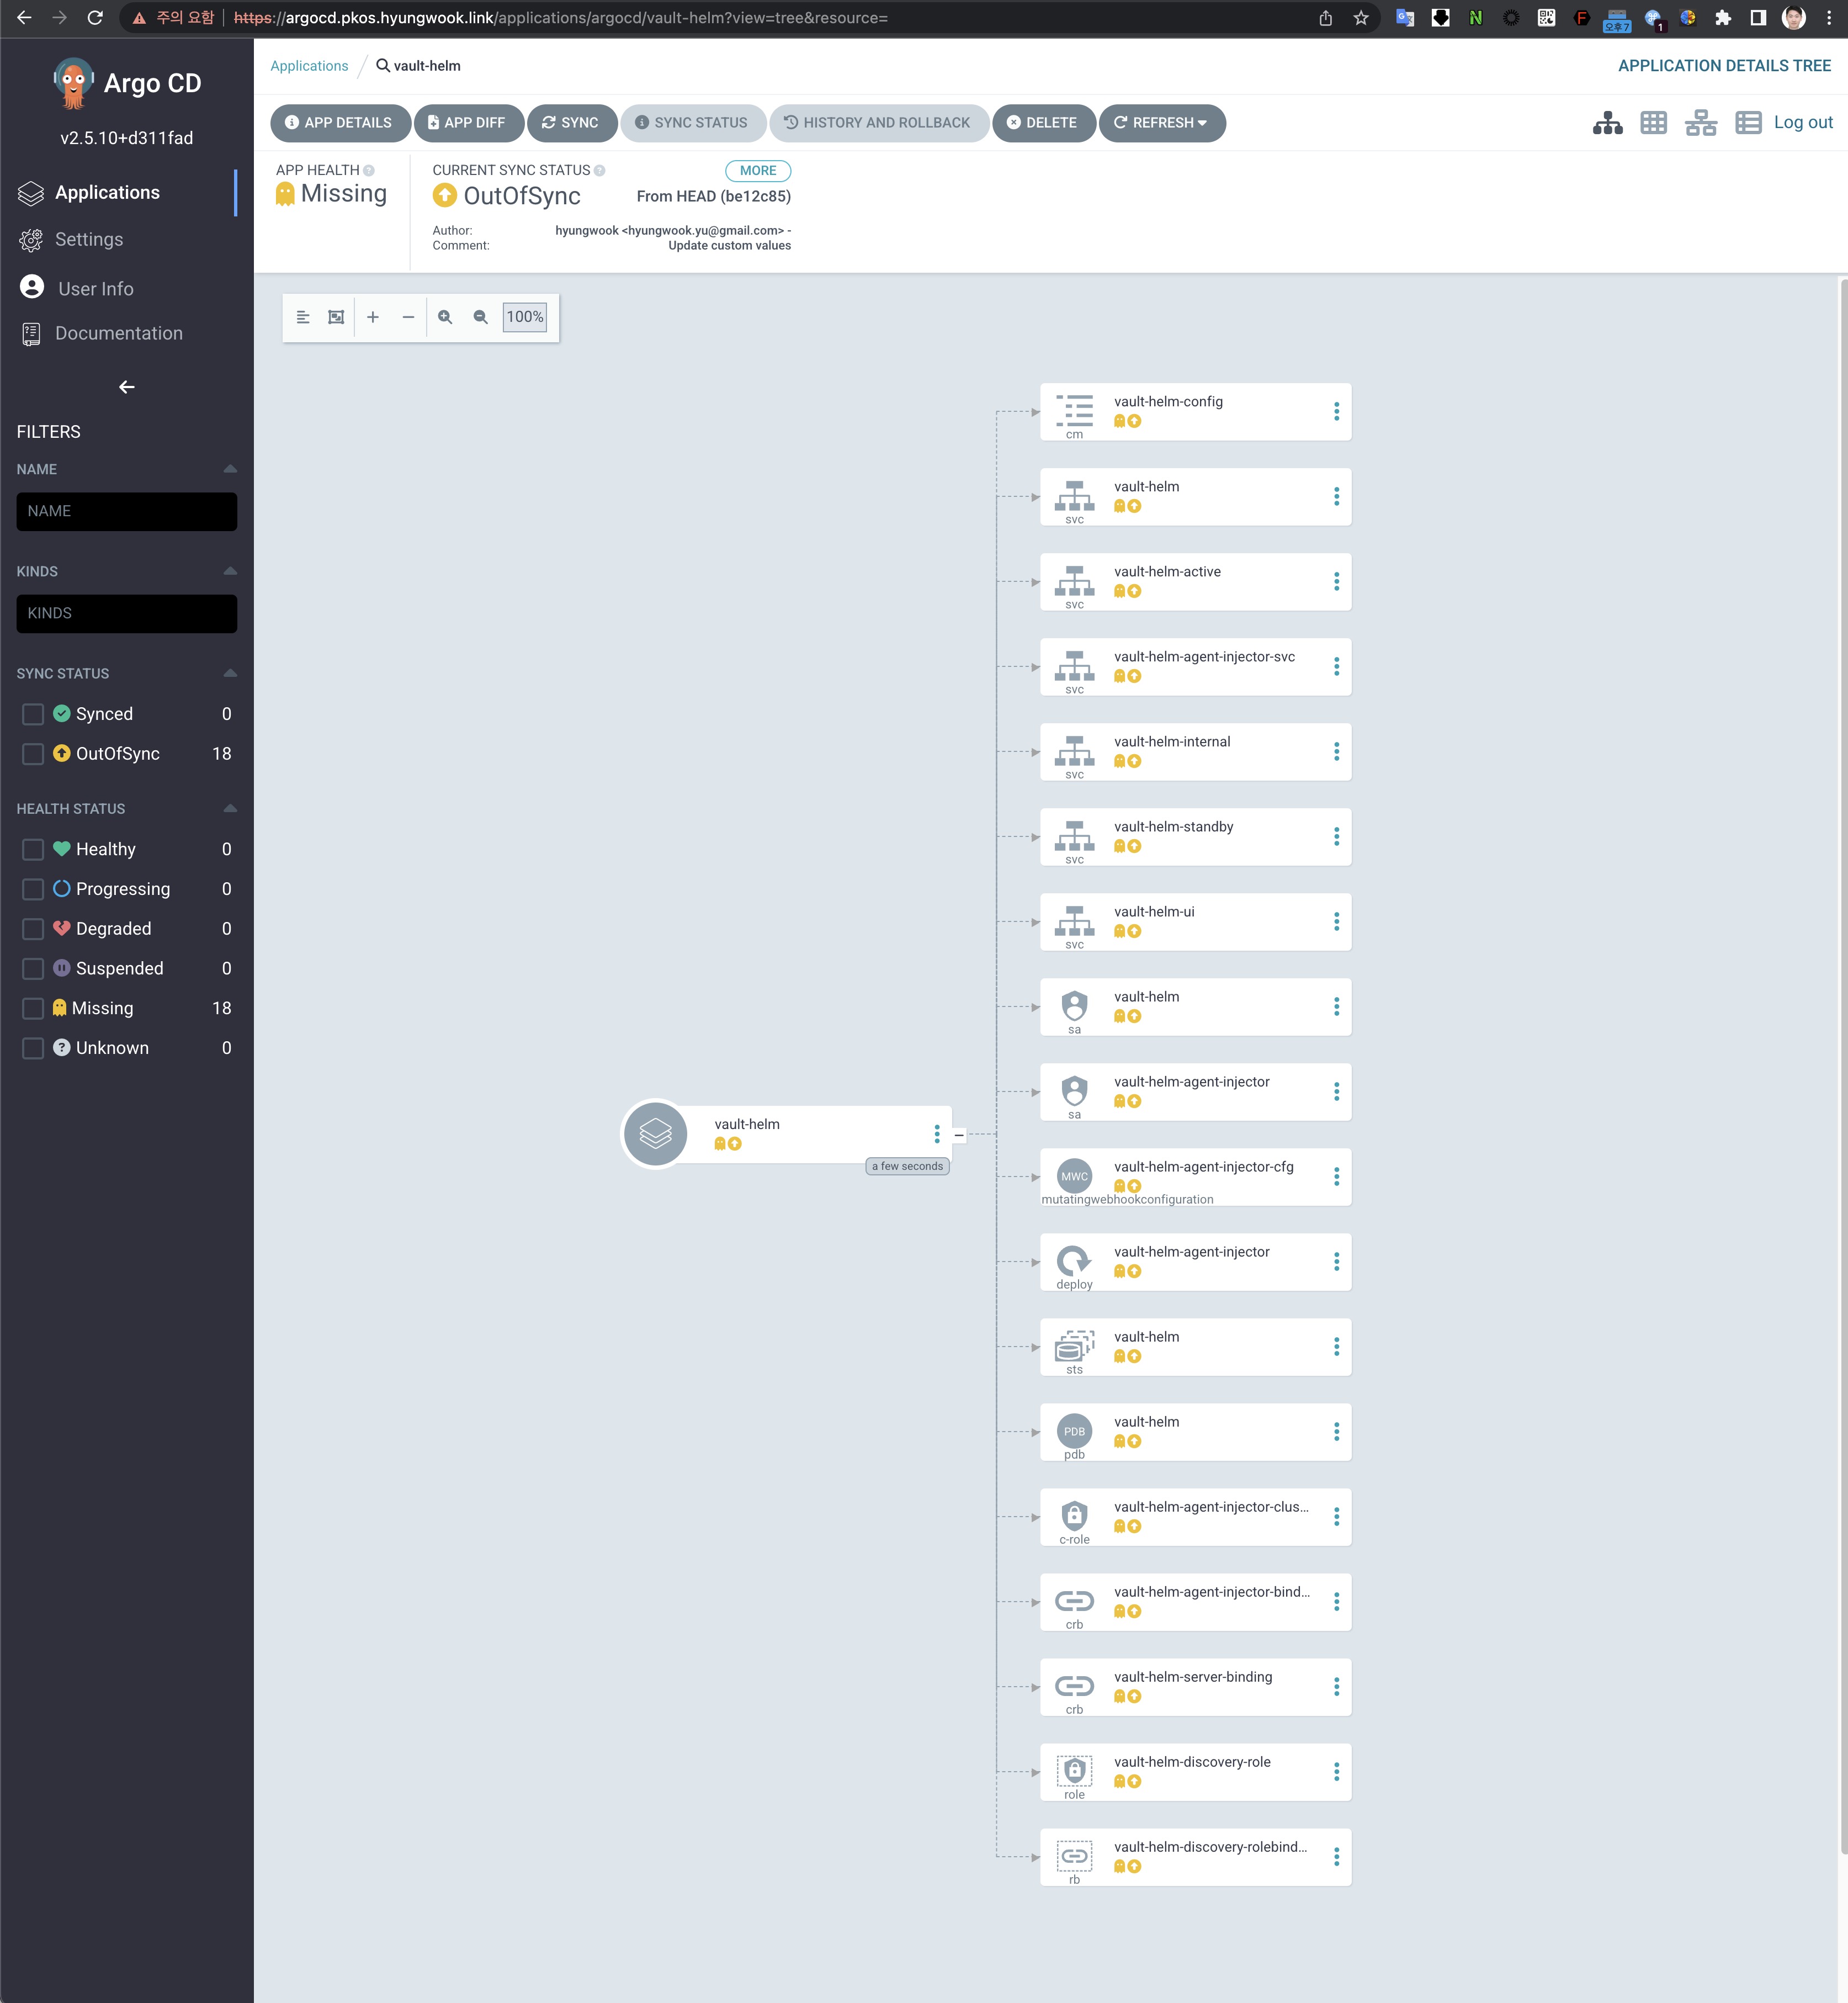 주의 요함
https://argocd.pkos.hyungwook.link/applications/argocd/vault-helm?view=tree&resource=
오후7
1
Argo CD
v2.5.10+d311fad
Applications
Settings
User Info
Documentation
FILTERS
NAME
NAME
KINDS
KINDS
SYNC STATUS
Synced 0
OutOfSync 18
HEALTH STATUS
Healthy 0
Progressing 0
Degraded 0
Suspended 0
Missing 18
Unknown 0
Applications / vault-helm
APPLICATION DETAILS TREE
APP DETAILS
APP DIFF
SYNC
SYNC STATUS
HISTORY AND ROLLBACK
DELETE
REFRESH
Log out
APP HEALTH
Missing
CURRENT SYNC STATUS
MORE
OutOfSync
From HEAD (be12c85)
Author: hyungwook <hyungwook.yu@gmail.com> -
Comment: Update custom values
100%
vault-helm
a few seconds
vault-helm-config
cm
vault-helm
svc
vault-helm-active
svc
vault-helm-agent-injector-svc
svc
vault-helm-internal
svc
vault-helm-standby
svc
vault-helm-ui
svc
vault-helm
sa
vault-helm-agent-injector
sa
MWC
vault-helm-agent-injector-cfg
mutatingwebhookconfiguration
vault-helm-agent-injector
deploy
vault-helm
sts
PDB
vault-helm
pdb
vault-helm-agent-injector-clus...
c-role
vault-helm-agent-injector-bind...
crb
vault-helm-server-binding
crb
vault-helm-discovery-role
role
vault-helm-discovery-rolebind...
rb